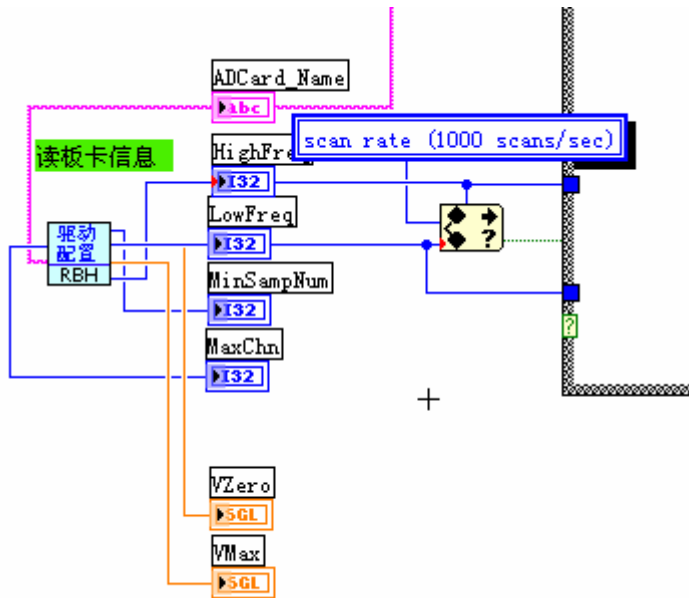 ADCard_Name
abc
scan rate (1000 scans/sec)
读板卡信息
I32
LowFreq
I32
驱动
配置
RBH
MinSampNum
I32
?
?
MaxChn
I32
VZero
SGL
VMax
SGL